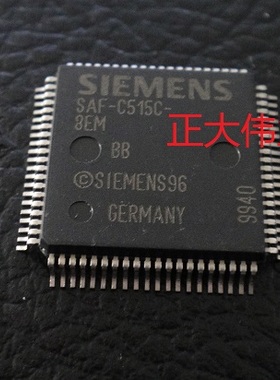 SIEMENS
SAF-C515C-
8EM
正大伟
BB
©SIEMENS96
GERMANY
9940